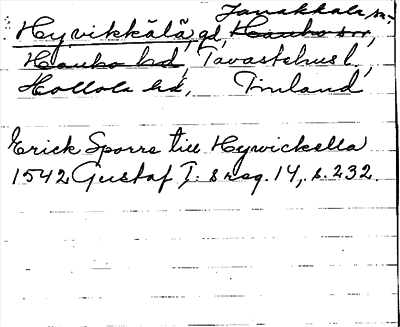 Janakkala sn,
Hyvikkälä, gd, Hauho sn,
Hauho hd, Tavastehus l.,
Hollola hd, Finland
Erick Sporre till Hywickella
1542 Gustaf I:s reg. 14, s. 232.